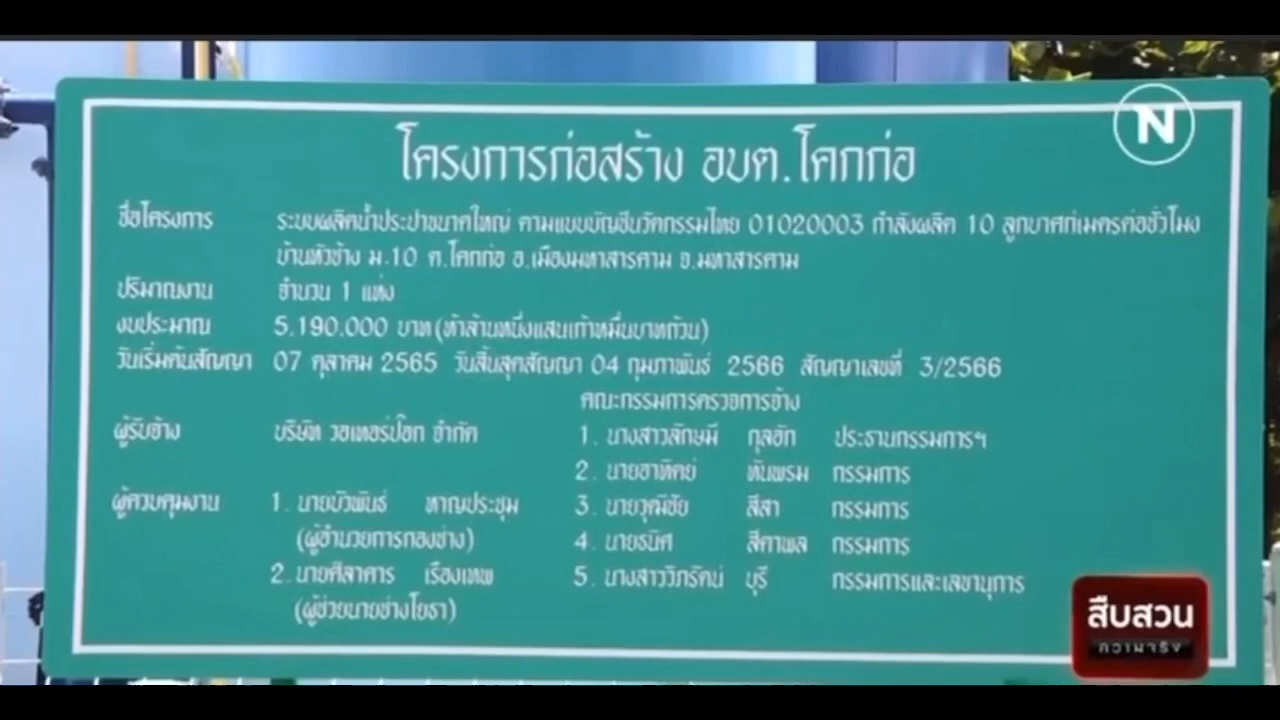 โครงการก่อสร้าง อบต.โคกก่อ
ชื่อโครงการ ระบบผลิตน้ำประปาขนาดใหญ่ ตามแบบบัญชีนวัตกรรมไทย 01020003 กำลังผลิต 10 ลูกบาศก์เมตรต่อชั่วโมง
บ้านหัวช้าง ม.10 ต.โคกก่อ อ.เมืองมหาสารคาม จ.มหาสารคาม
ปริมาณงาน จำนวน 1 แห่ง
งบประมาณ 5,190,000 บาท(ห้าล้านหนึ่งแสนเก้าหมื่นบาทถ้วน)
วันเริ่มต้นสัญญา 07 ตุลาคม 2565 วันสิ้นสุดสัญญา 04 กุมภาพันธ์ 2566 สัญญาเลขที่ 3/2566
คณะกรรมการตรวจการจ้าง
ผู้รับจ้าง บริษัท วอเทอร์ป๊อก จำกัด 1. นางสาวลักษมี กุลฮัก ประธานกรรมการฯ
2. นายอาทิตย์ ทันพรม กรรมการ
ผู้ควบคุมงาน 1. นายบัวพันธ์ หาญประชุม 3. นายวุฒิชัย สีสา กรรมการ
(ผู้อำนวยการกองช่าง) 4. นายธนิศ สีดาพล กรรมการ
2. นายศิลาคาร เรืองเทพ 5. นางสาววิภรัตน์ บุรี กรรมการและเลขานุการ
(ผู้ช่วยนายช่างโยธา)
N
สืบสวน
ความจริง